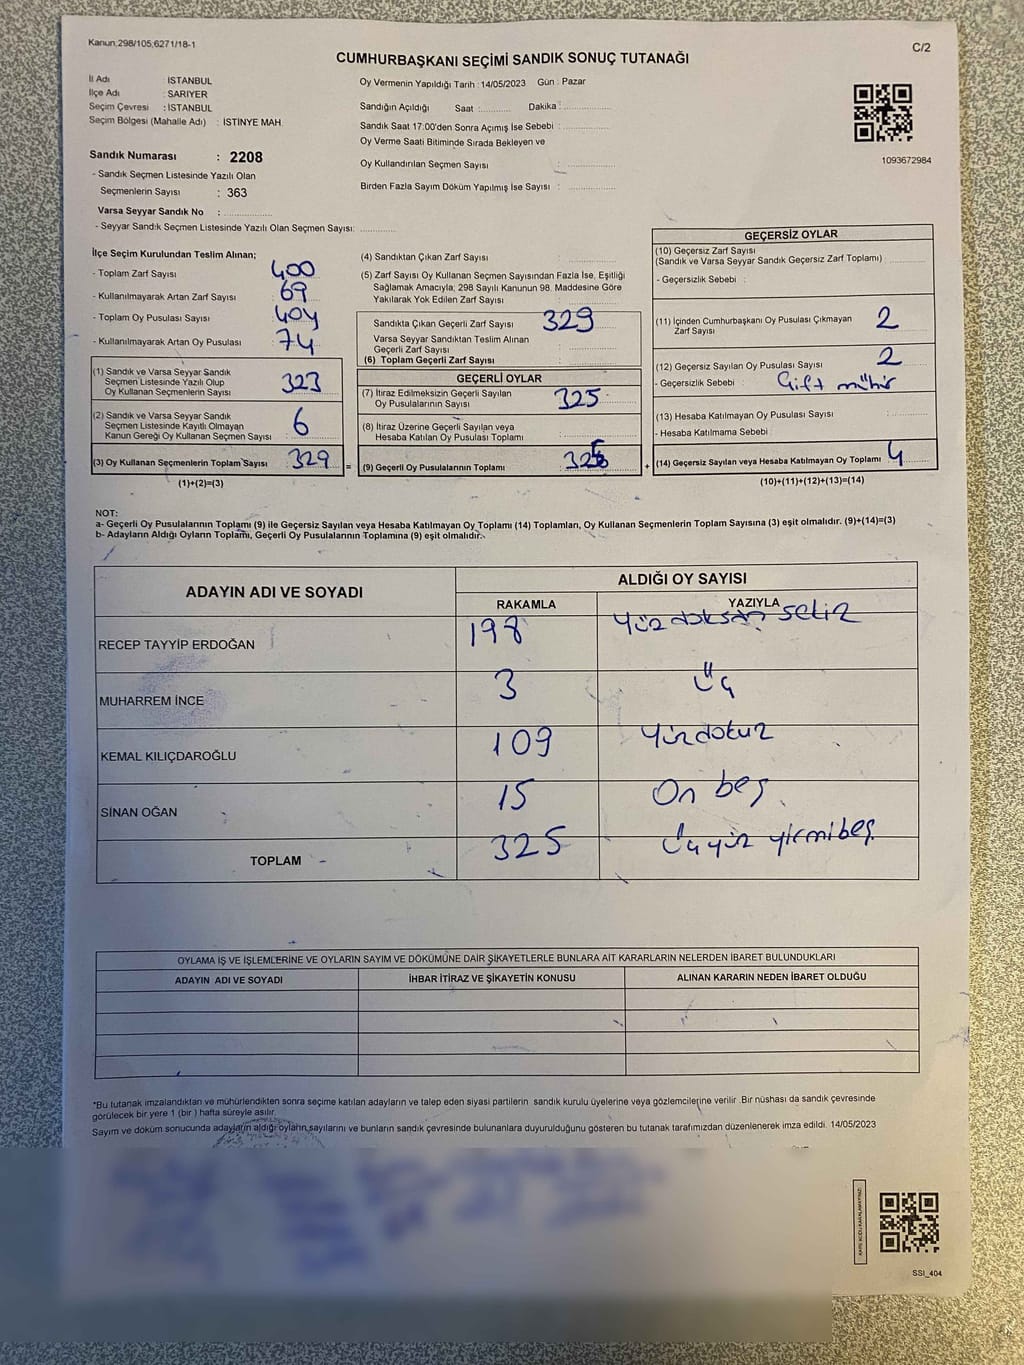 Kanun;298/105;6271/18-1
C/2
CUMHURBAŞKANI SEÇİMİ SANDIK SONUÇ TUTANAĞI
İl Adı : İSTANBUL
İlçe Adı : SARIYER
Seçim Çevresi : İSTANBUL
Seçim Bölgesi (Mahalle Adı) : İSTİNYE MAH.
Oy Vermenin Yapıldığı Tarih : 14/05/2023 Gün : Pazar
Sandığın Açıldığı Saat : Dakika :
Sandık Saat 17:00'den Sonra Açımış İse Sebebi :
Oy Verme Saati Bitiminde Sırada Bekleyen ve
Oy Kullandırılan Seçmen Sayısı :
Birden Fazla Sayım Döküm Yapılmış İse Sayısı :
1093672984
Sandık Numarası : 2208
- Sandık Seçmen Listesinde Yazılı Olan
Seçmenlerin Sayısı : 363
Varsa Seyyar Sandık No :
- Seyyar Sandık Seçmen Listesinde Yazılı Olan Seçmen Sayısı:
İlçe Seçim Kurulundan Teslim Alınan;
- Toplam Zarf Sayısı 400
- Kullanılmayarak Artan Zarf Sayısı 69
- Toplam Oy Pusulası Sayısı 404
- Kullanılmayarak Artan Oy Pusulası 74
(1) Sandık ve Varsa Seyyar Sandık
Seçmen Listesinde Yazılı Olup
Oy Kullanan Seçmenlerin Sayısı 323
(2) Sandık ve Varsa Seyyar Sandık
Seçmen Listesinde Kayıtlı Olmayan
Kanun Gereği Oy Kullanan Seçmen Sayısı 6
(3) Oy Kullanan Seçmenlerin Toplam Sayısı 329 =
(1)+(2)=(3)
(4) Sandıktan Çıkan Zarf Sayısı
(5) Zarf Sayısı Oy Kullanan Seçmen Sayısından Fazla İse, Eşitliği
Sağlamak Amacıyla; 298 Sayılı Kanunun 98. Maddesine Göre
Yakılarak Yok Edilen Zarf Sayısı
Sandıkta Çıkan Geçerli Zarf Sayısı 329
Varsa Seyyar Sandıktan Teslim Alınan
Geçerli Zarf Sayısı
(6) Toplam Geçerli Zarf Sayısı
GEÇERLİ OYLAR
(7) İtiraz Edilmeksizin Geçerli Sayılan
Oy Pusulalarının Sayısı 325
(8) İtiraz Üzerine Geçerli Sayılan veya
Hesaba Katılan Oy Pusulası Toplamı
(9) Geçerli Oy Pusulalarının Toplamı 325 +
GEÇERSİZ OYLAR
(10) Geçersiz Zarf Sayısı
(Sandık ve Varsa Seyyar Sandık Geçersiz Zarf Toplamı)
- Geçersizlik Sebebi :
(11) İçinden Cumhurbaşkanı Oy Pusulası Çıkmayan
Zarf Sayısı 2
(12) Geçersiz Sayılan Oy Pusulası Sayısı 2
- Geçersizlik Sebebi Çift mühür
(13) Hesaba Katılmayan Oy Pusulası Sayısı
- Hesaba Katılmama Sebebi
(14) Geçersiz Sayılan veya Hesaba Katılmayan Oy Toplamı 4
(10)+(11)+(12)+(13)=(14)
NOT:
a- Geçerli Oy Pusulalarının Toplamı (9) ile Geçersiz Sayılan veya Hesaba Katılmayan Oy Toplamı (14) Toplamları, Oy Kullanan Seçmenlerin Toplam Sayısına (3) eşit olmalıdır. (9)+(14)=(3)
b- Adayların Aldığı Oyların Toplamı, Geçerli Oy Pusulalarının Toplamına (9) eşit olmalıdır.
ADAYIN ADI VE SOYADI
ALDIĞI OY SAYISI
RAKAMLA YAZIYLA
RECEP TAYYİP ERDOĞAN 198 Yüz doksan sekiz
MUHARREM İNCE 3 Üç
KEMAL KILIÇDAROĞLU 109 Yüzdokuz
SİNAN OĞAN 15 On beş
TOPLAM 325 Üçyüz yirmibeş
OYLAMA İŞ VE İŞLEMLERİNE VE OYLARIN SAYIM VE DÖKÜMÜNE DAİR ŞİKAYETLERLE BUNLARA AİT KARARLARIN NELERDEN İBARET BULUNDUKLARI
ADAYIN ADI VE SOYADI İHBAR İTİRAZ VE ŞİKAYETİN KONUSU ALINAN KARARIN NEDEN İBARET OLDUĞU
*Bu tutanak imzalandıktan ve mühürlendikten sonra seçime katılan adayların ve talep eden siyasi partilerin sandık kurulu üyelerine veya gözlemcilerine verilir .Bir nüshası da sandık çevresinde
görülecek bir yere 1 (bir ) hafta süreyle asılır.
Sayım ve döküm sonucunda adayların aldığı oyların sayılarını ve bunların sandık çevresinde bulunanlara duyurulduğunu gösteren bu tutanak tarafımızdan düzenlenerek imza edildi. 14/05/2023
SSI_404